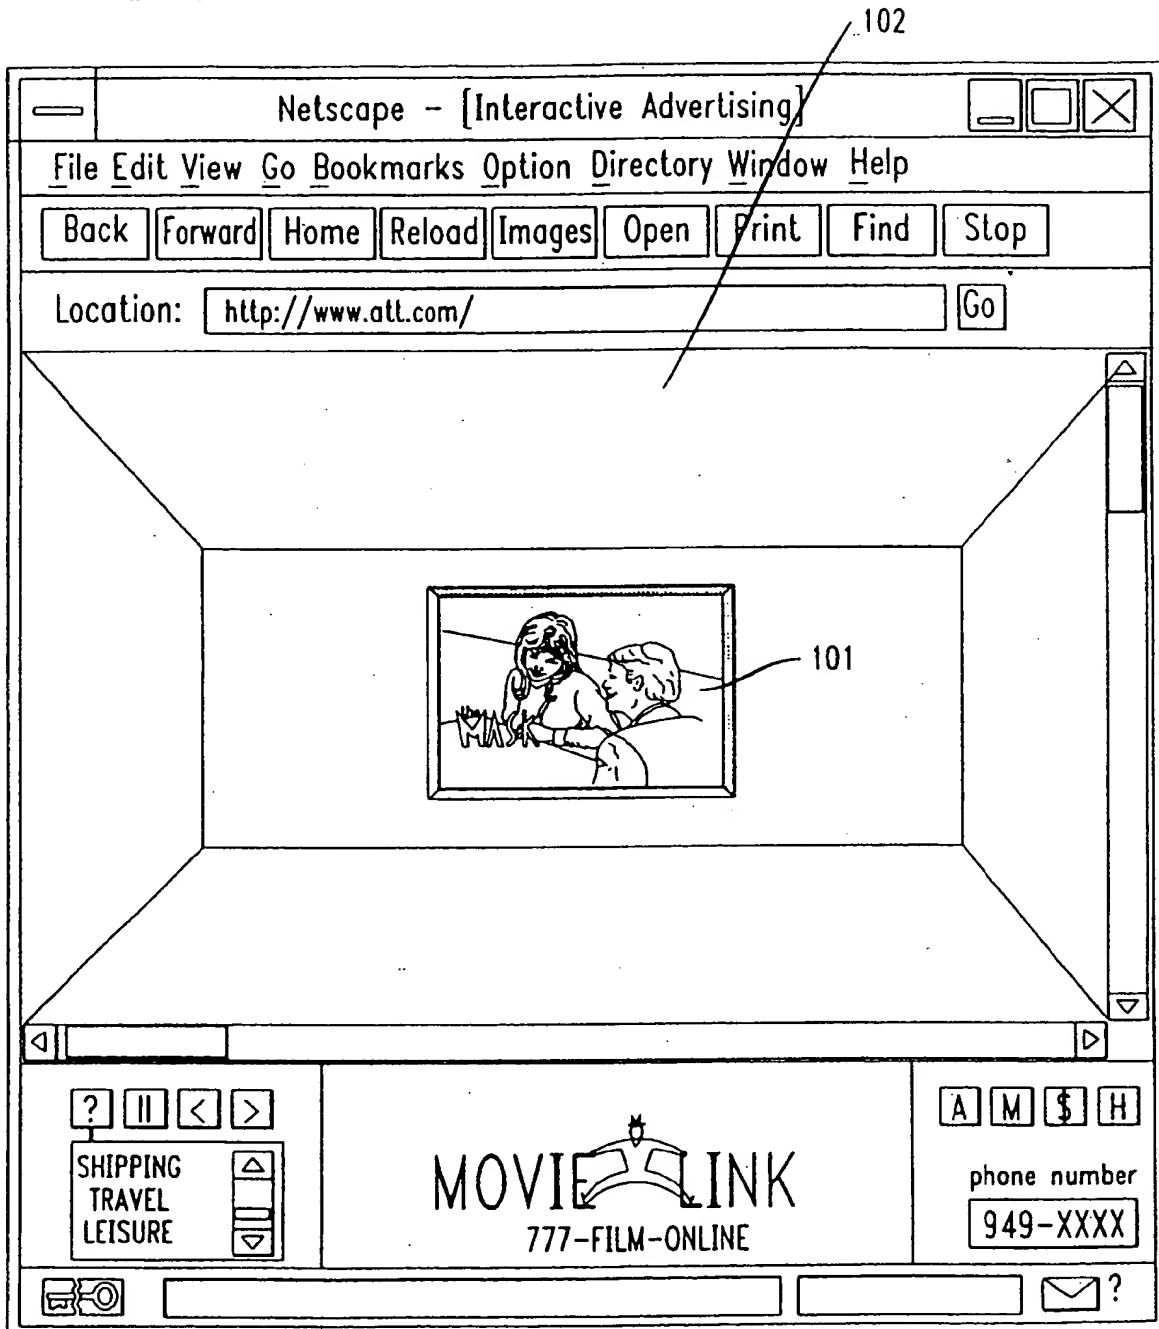 102
Netscape - [Interactive Advertising]
File Edit View Go Bookmarks Option Directory Window Help
Back Forward Home Reload Images Open Print Find Stop
Location: http://www.att.com/ Go
101
MASK
? II < >
A M $ H
SHIPPING
TRAVEL
LEISURE
MOVIE LINK
777-FILM-ONLINE
phone number
949-XXXX
?